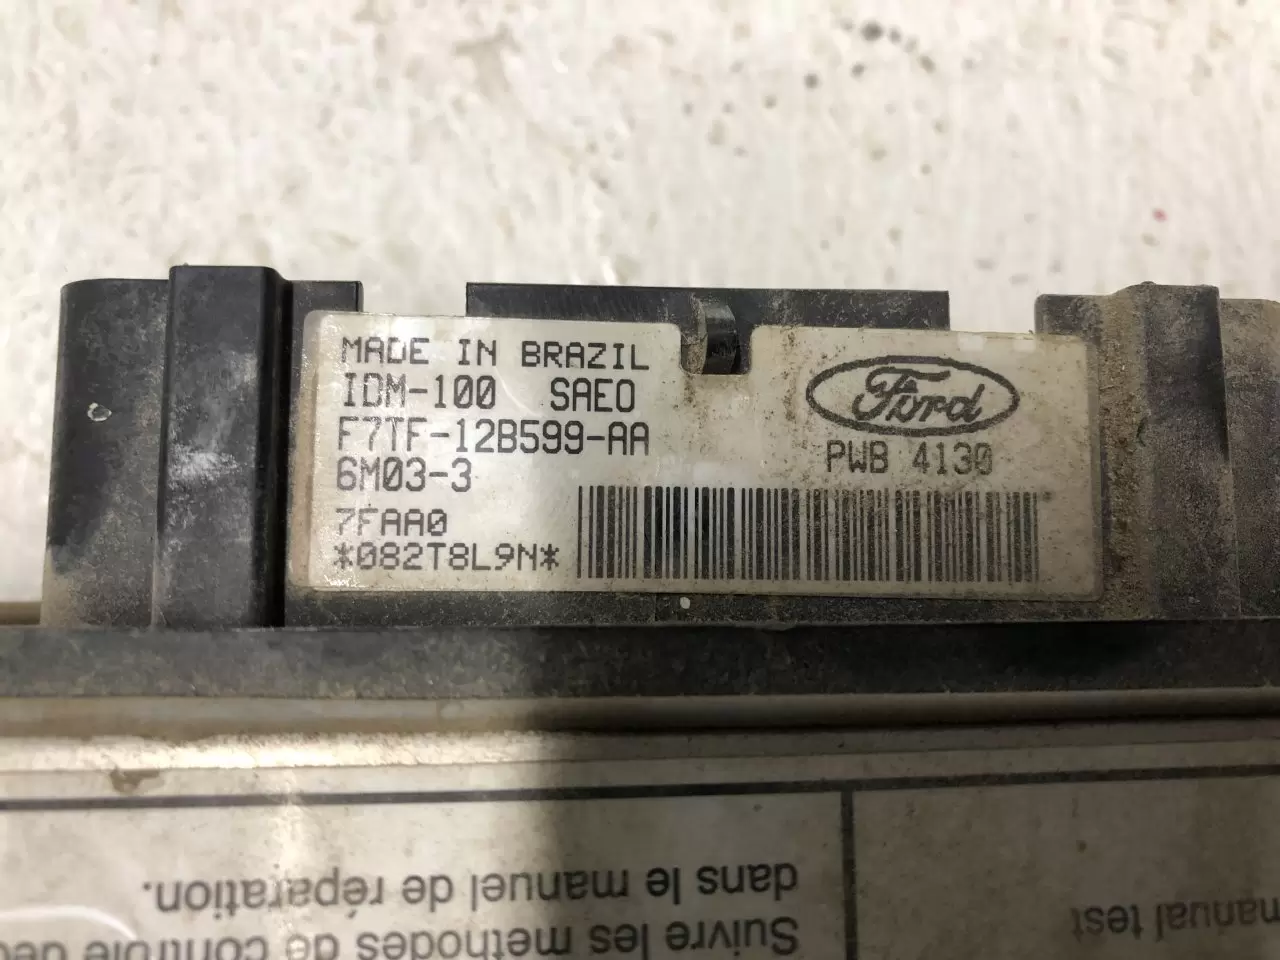 MADE IN BRAZIL
IDM-100 SAE0
F7TF-12B599-AA
6M03-3
7FAA0
*082T8L9N*
Ford
PWB 4130
manual test
Suivre les méthodes de contrôle
dans le manuel de réparation.